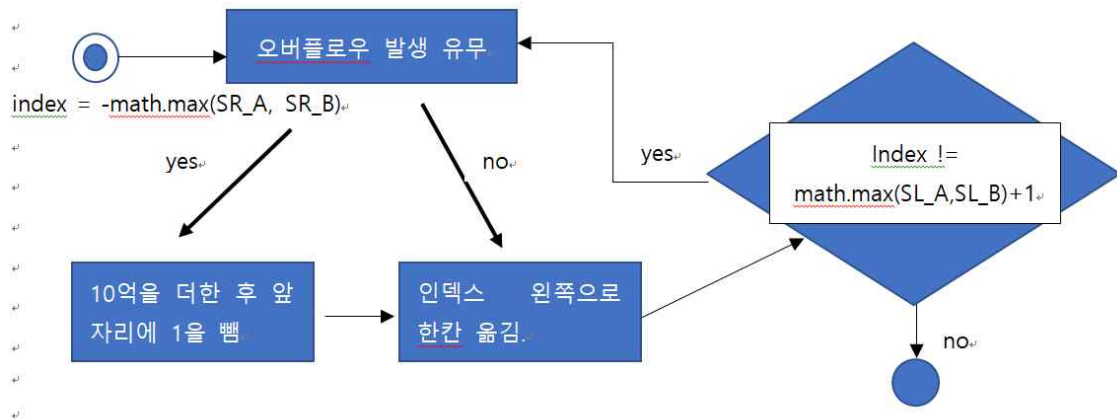 오버플로우 발생 유무
index = -math.max(SR_A, SR_B)
yes
no
yes
Index !=
math.max(SL_A,SL_B)+1
10억을 더한 후 앞
자리에 1을 뺌
인덱스 왼쪽으로
한칸 옮김.
no